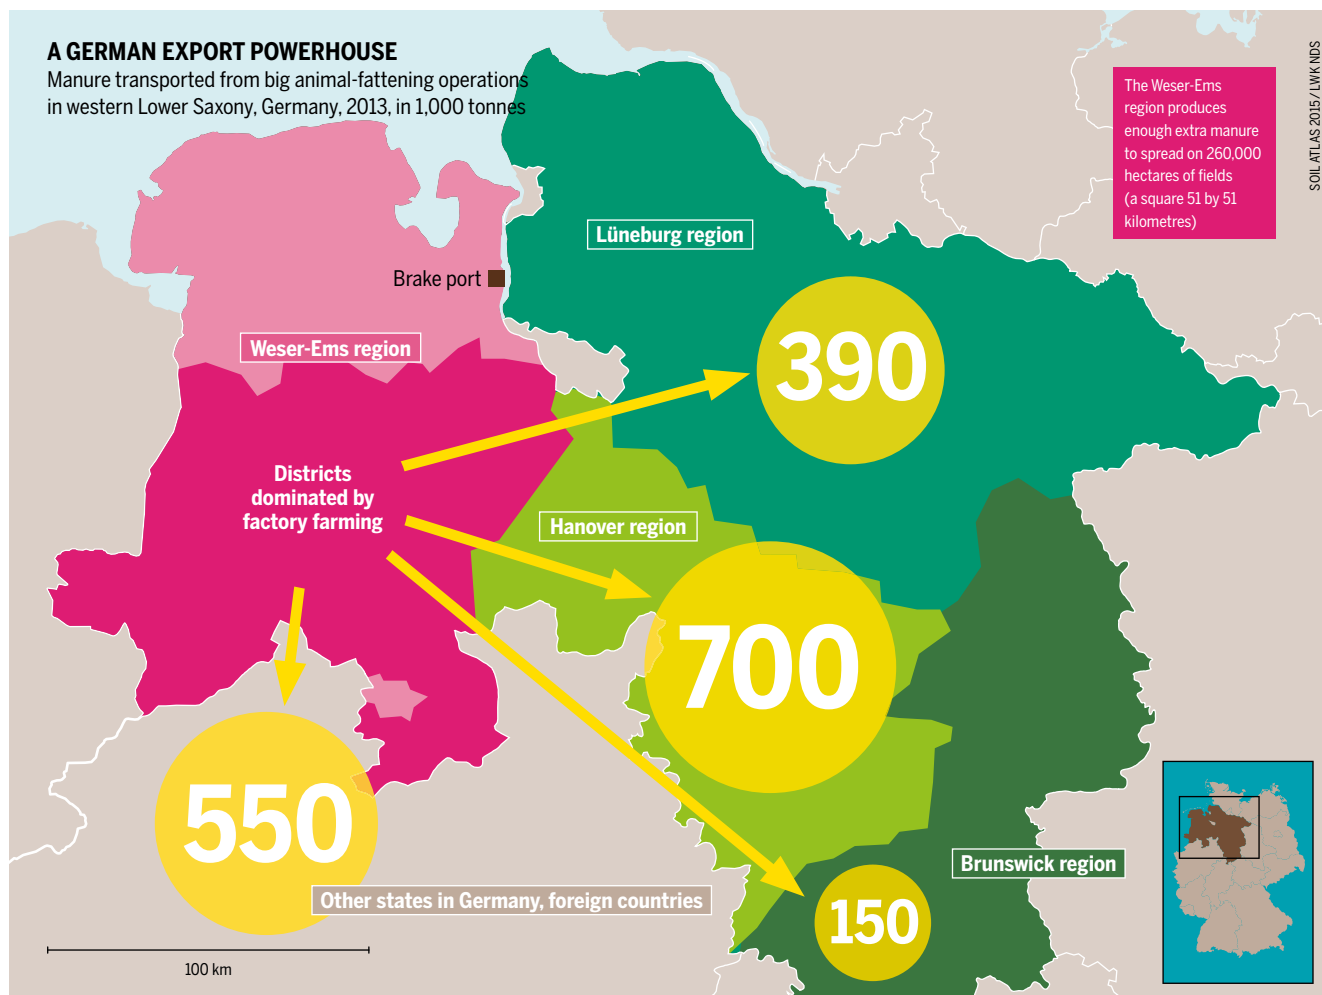 A GERMAN EXPORT POWERHOUSE
Manure transported from big animal-fattening operations
in western Lower Saxony, Germany, 2013, in 1,000 tonnes
The Weser-Ems
region produces
enough extra manure
to spread on 260,000
hectares of fields
(a square 51 by 51
kilometres)
SOIL ATLAS 2015 / LWK NDS
Lüneburg region
Brake port
Weser-Ems region
390
Districts
dominated by
factory farming
Hanover region
700
550
Brunswick region
Other states in Germany, foreign countries
150
100 km